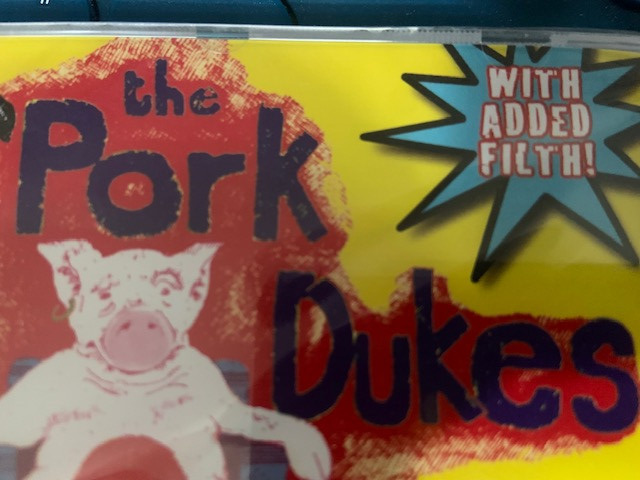 the
Pork
Dukes
WITH
ADDED
FILTH!